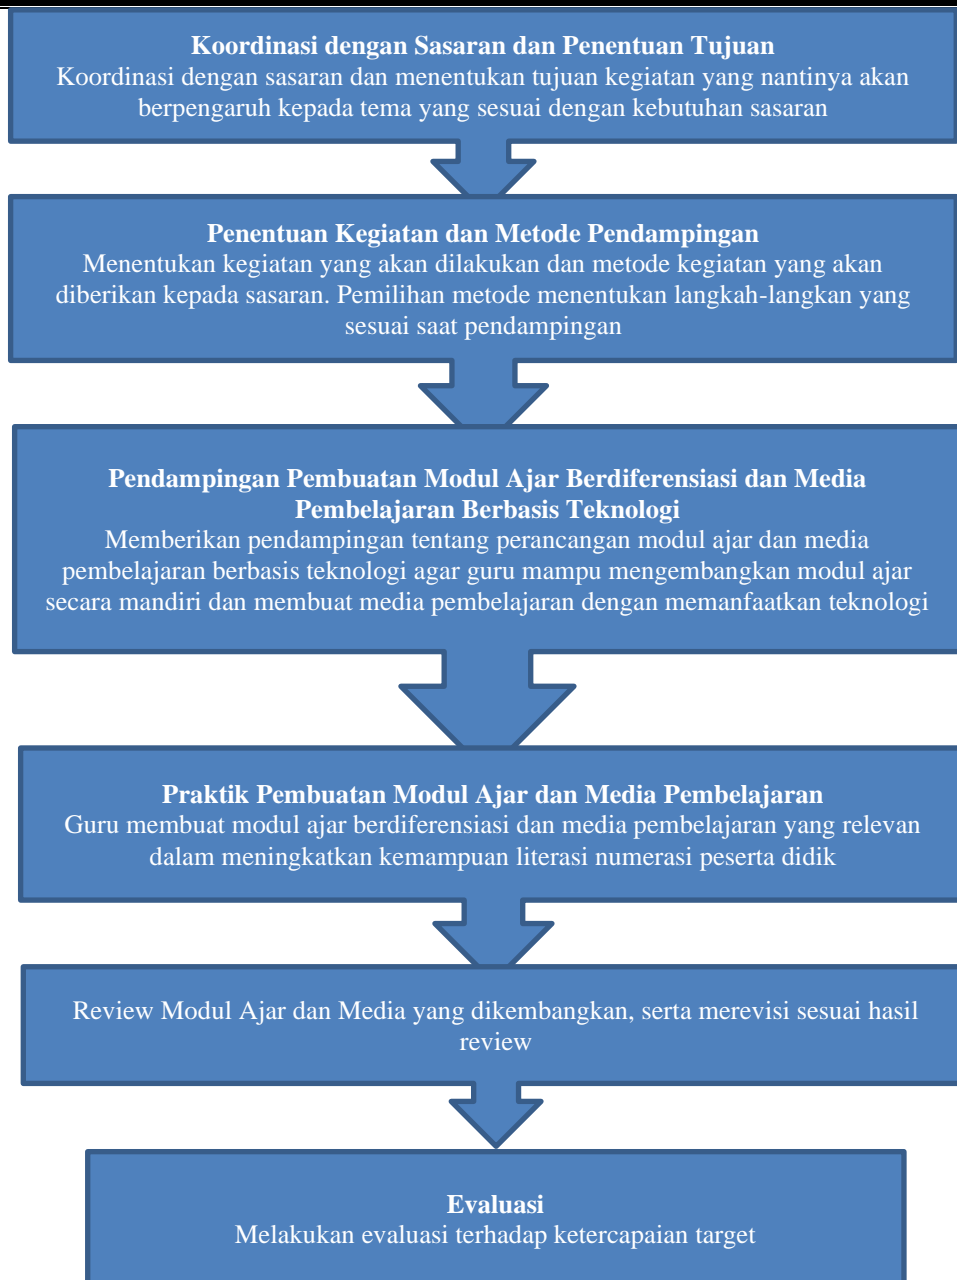 Koordinasi dengan Sasaran dan Penentuan Tujuan
Koordinasi dengan sasaran dan menentukan tujuan kegiatan yang nantinya akan
berpengaruh kepada tema yang sesuai dengan kebutuhan sasaran
Penentuan Kegiatan dan Metode Pendampingan
Menentukan kegiatan yang akan dilakukan dan metode kegiatan yang akan
diberikan kepada sasaran. Pemilihan metode menentukan langkah-langkan yang
sesuai saat pendampingan
Pendampingan Pembuatan Modul Ajar Berdiferensiasi dan Media
Pembelajaran Berbasis Teknologi
Memberikan pendampingan tentang perancangan modul ajar dan media
pembelajaran berbasis teknologi agar guru mampu mengembangkan modul ajar
secara mandiri dan membuat media pembelajaran dengan memanfaatkan teknologi
Praktik Pembuatan Modul Ajar dan Media Pembelajaran
Guru membuat modul ajar berdiferensiasi dan media pembelajaran yang relevan
dalam meningkatkan kemampuan literasi numerasi peserta didik
Review Modul Ajar dan Media yang dikembangkan, serta merevisi sesuai hasil
review
Evaluasi
Melakukan evaluasi terhadap ketercapaian target